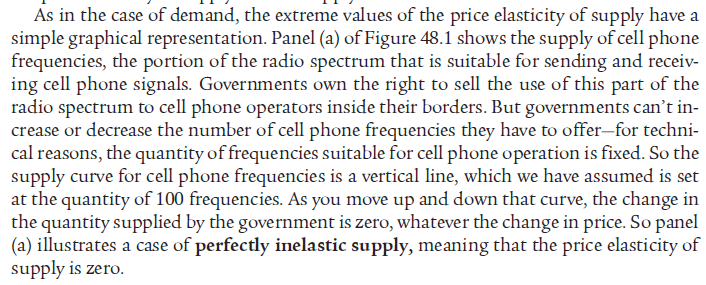 As in the case of demand, the extreme values of the price elasticity of supply have a
simple graphical representation. Panel (a) of Figure 48.1 shows the supply of cell phone
frequencies, the portion of the radio spectrum that is suitable for sending and receiv-
ing cell phone signals. Governments own the right to sell the use of this part of the
radio spectrum to cell phone operators inside their borders. But governments can't in-
crease or decrease the number of cell phone frequencies they have to offer—for techni-
cal reasons, the quantity of frequencies suitable for cell phone operation is fixed. So the
supply curve for cell phone frequencies is a vertical line, which we have assumed is set
at the quantity of 100 frequencies. As you move up and down that curve, the change in
the quantity supplied by the government is zero, whatever the change in price. So panel
(a) illustrates a case of perfectly inelastic supply, meaning that the price elasticity of
supply is zero.